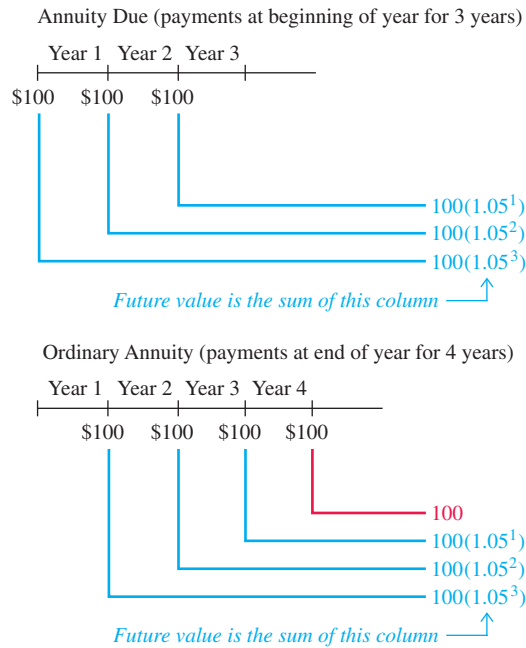 Annuity Due (payments at beginning of year for 3 years)
Year 1 Year 2 Year 3
$100 $100 $100
100(1.05¹)
100(1.05²)
100(1.05³)
Future value is the sum of this column
Ordinary Annuity (payments at end of year for 4 years)
Year 1 Year 2 Year 3 Year 4
$100 $100 $100 $100
100
100(1.05¹)
100(1.05²)
100(1.05³)
Future value is the sum of this column